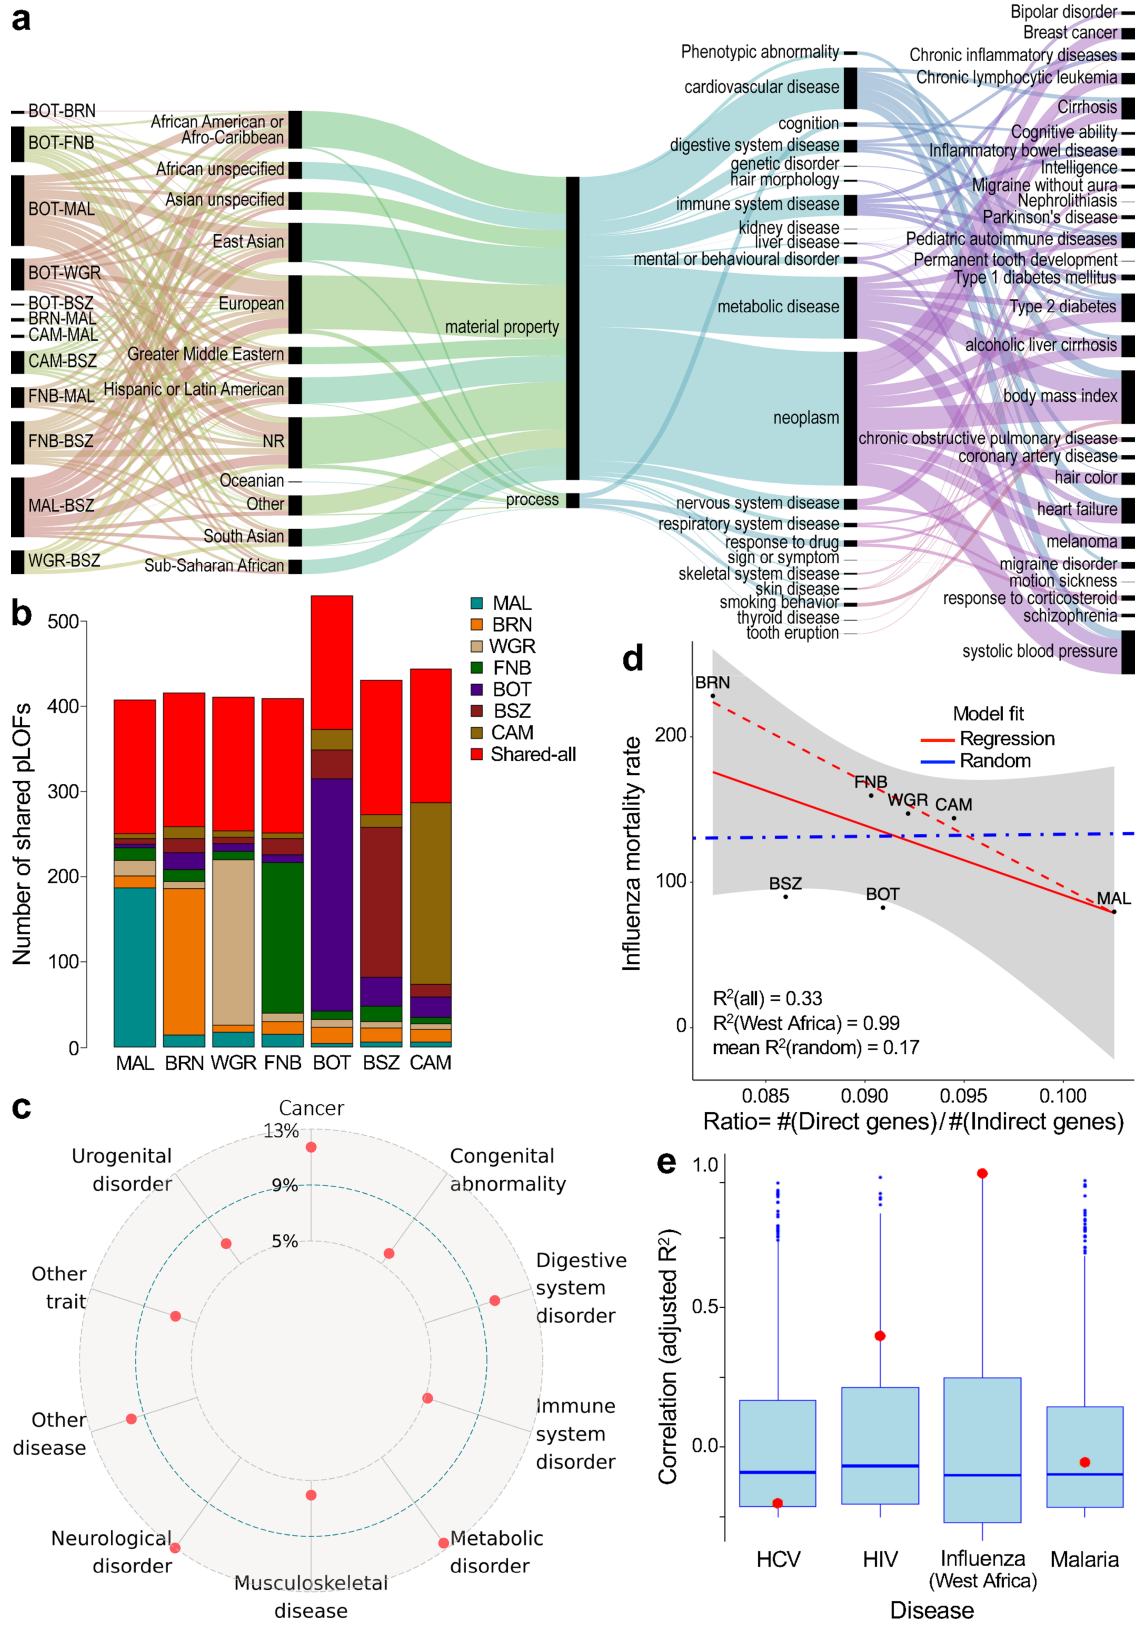 a
BOT-BRN
BOT-FNB
BOT-MAL
BOT-WGR
BOT-BSZ
BRN-MAL
CAM-MAL
CAM-BSZ
FNB-MAL
FNB-BSZ
MAL-BSZ
WGR-BSZ
African American or
Afro-Caribbean
African unspecified
Asian unspecified
East Asian
European
Greater Middle Eastern
Hispanic or Latin American
NR
Oceanian
Other
South Asian
Sub-Saharan African
material property
process
Phenotypic abnormality
cardiovascular disease
cognition
digestive system disease
genetic disorder
hair morphology
immune system disease
kidney disease
liver disease
mental or behavioural disorder
metabolic disease
neoplasm
nervous system disease
respiratory system disease
response to drug
sign or symptom
skeletal system disease
skin disease
smoking behavior
thyroid disease
tooth eruption
Bipolar disorder
Breast cancer
Chronic inflammatory diseases
Chronic lymphocytic leukemia
Cirrhosis
Cognitive ability
Inflammatory bowel disease
Intelligence
Migraine without aura
Nephrolithiasis
Parkinson's disease
Pediatric autoimmune diseases
Permanent tooth development
Type 1 diabetes mellitus
Type 2 diabetes
alcoholic liver cirrhosis
body mass index
chronic obstructive pulmonary disease
coronary artery disease
hair color
heart failure
melanoma
migraine disorder
motion sickness
response to corticosteroid
schizophrenia
systolic blood pressure
b
Number of shared pLOFs
500
400
300
200
100
0
MAL BRN WGR FNB BOT BSZ CAM
MAL
BRN
WGR
FNB
BOT
BSZ
CAM
Shared-all
c
Cancer
13%
9%
5%
Congenital
abnormality
Digestive
system
disorder
Immune
system
disorder
Metabolic
disorder
Musculoskeletal
disease
Neurological
disorder
Other
disease
Other
trait
Urogenital
disorder
d
Influenza mortality rate
200
100
0
BRN
FNB
WGR
CAM
BSZ
BOT
MAL
Model fit
Regression
Random
R²(all) = 0.33
R²(West Africa) = 0.99
mean R²(random) = 0.17
0.085 0.090 0.095 0.100
Ratio= #(Direct genes)/#(Indirect genes)
e
Correlation (adjusted R²)
1.0
0.5
0.0
HCV
HIV
Influenza
(West Africa)
Malaria
Disease